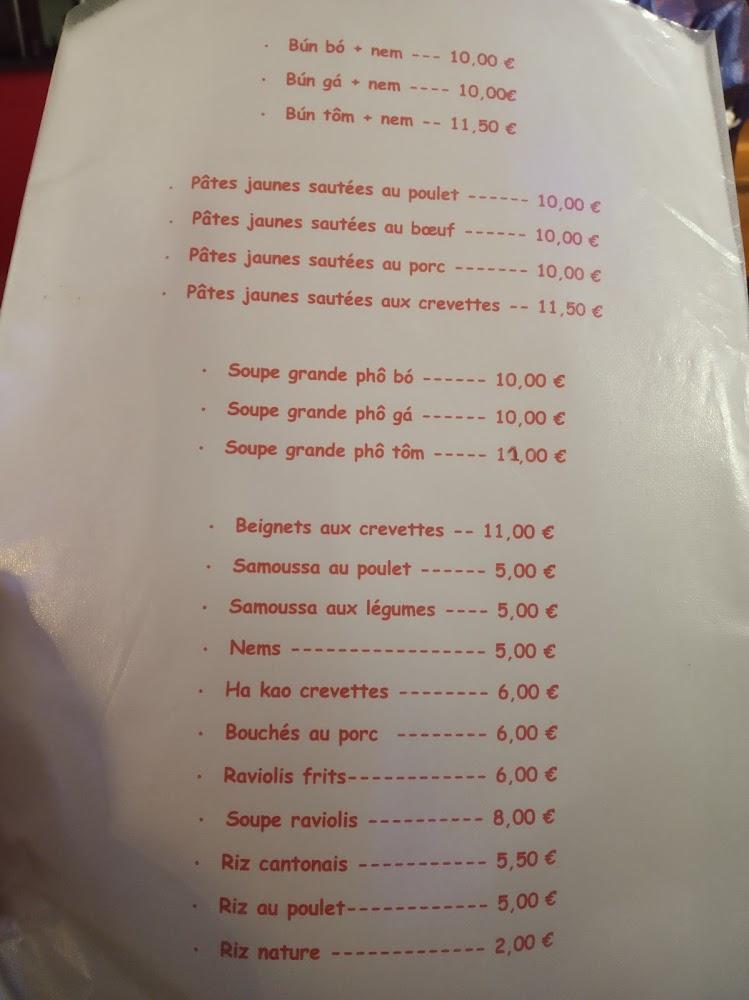 · Bún bó + nem --- 10,00 €
· Bún gá + nem ---- 10,00€
· Bún tôm + nem -- 11,50 €
· Pâtes jaunes sautées au poulet ------ 10,00 €
· Pâtes jaunes sautées au bœuf ------ 10,00 €
· Pâtes jaunes sautées au porc ------- 10,00 €
· Pâtes jaunes sautées aux crevettes -- 11,50 €
· Soupe grande phô bó ------ 10,00 €
· Soupe grande phô gá ------ 10,00 €
· Soupe grande phô tôm ----- 11,00 €
· Beignets aux crevettes -- 11,00 €
· Samoussa au poulet ------ 5,00 €
· Samoussa aux légumes ---- 5,00 €
· Nems ----------------- 5,00 €
· Ha kao crevettes -------- 6,00 €
· Bouchés au porc -------- 6,00 €
· Raviolis frits------------ 6,00 €
· Soupe raviolis ---------- 8,00 €
· Riz cantonais ----------- 5,50 €
· Riz au poulet------------ 5,00 €
· Riz nature ------------- 2,00 €